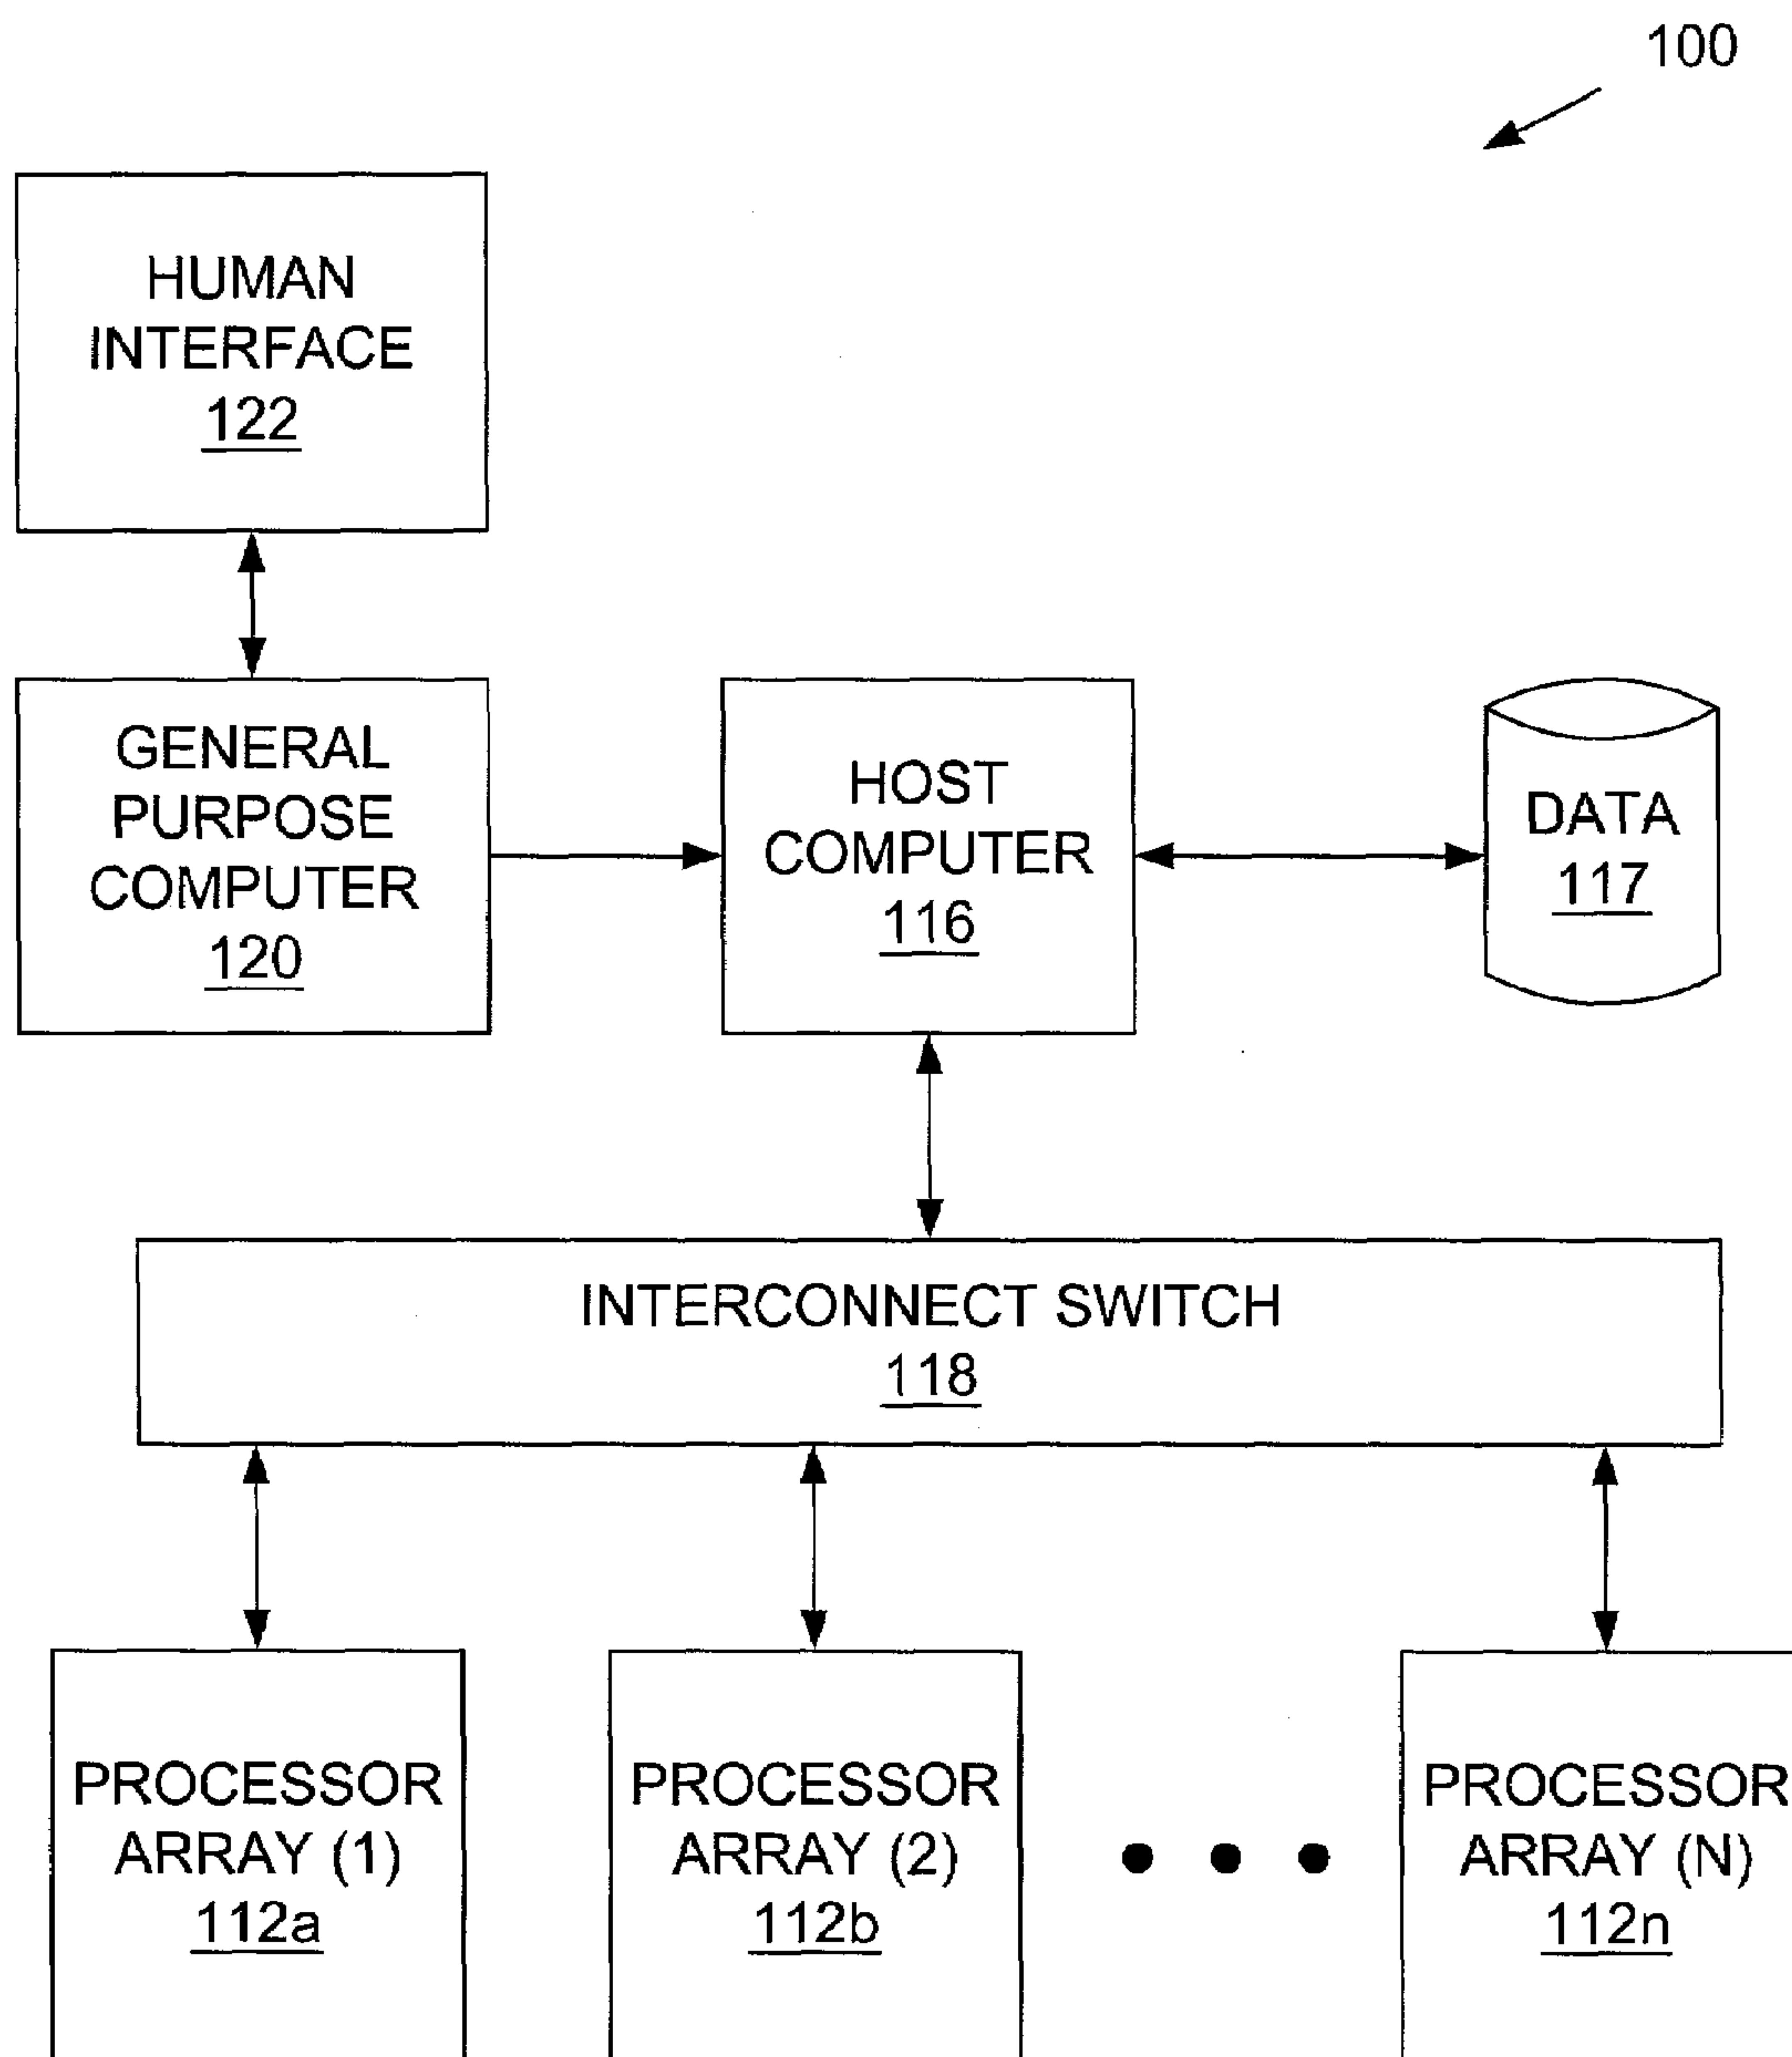 100
HUMAN
INTERFACE
122
GENERAL
PURPOSE
COMPUTER
120
HOST
COMPUTER
116
DATA
117
INTERCONNECT SWITCH
118
PROCESSOR
ARRAY (1)
112a
PROCESSOR
ARRAY (2)
112b
PROCESSOR
ARRAY (N)
112n